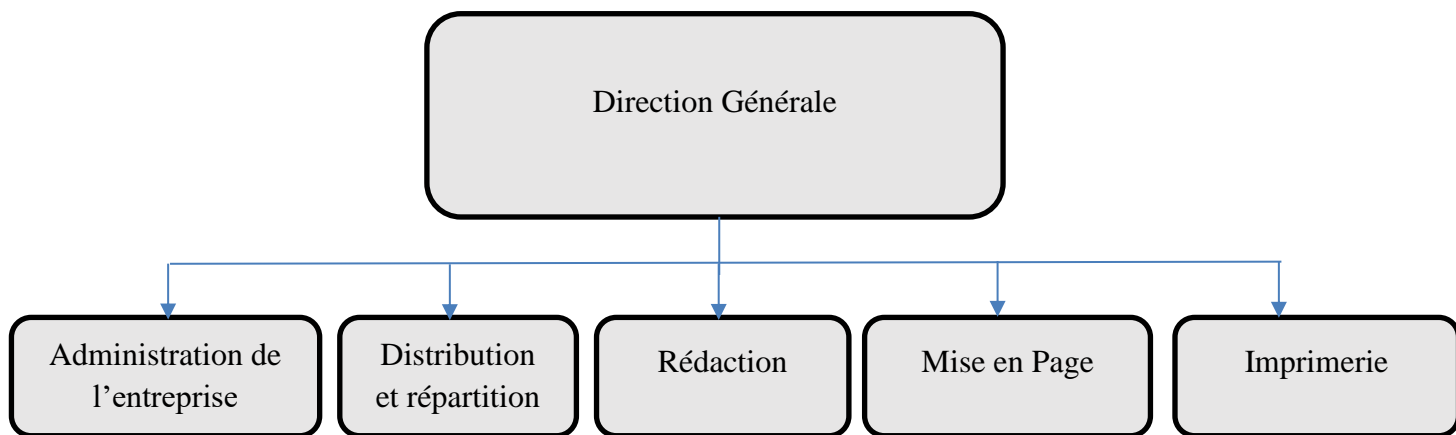 Direction Générale
Administration de
l’entreprise
Distribution
et répartition
Rédaction
Mise en Page
Imprimerie